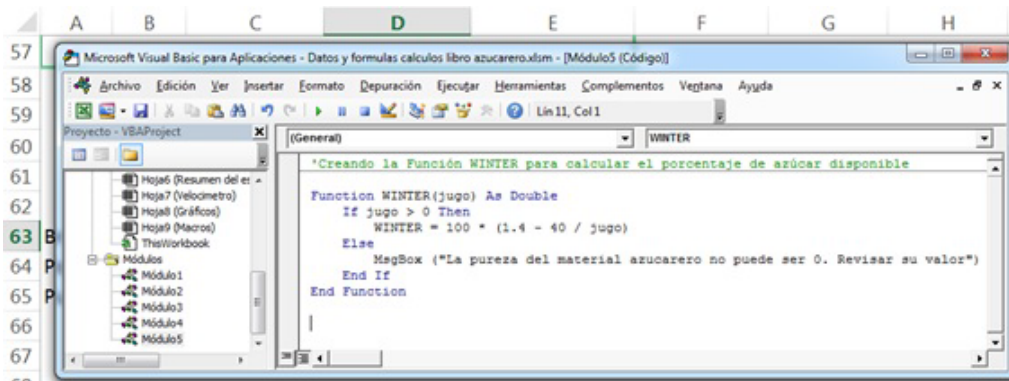 A B C D E F G H
57
Microsoft Visual Basic para Aplicaciones - Datos y formulas calculos libro azucarero.xlsm - [Módulo5 (Código)]
58
Archivo Edición Ver Insertar Formato Depuración Ejecutar Herramientas Complementos Ventana Ayuda
59
Lín 11, Col 1
Proyecto - VBAProject
(General) WINTER
60
'Creando la Función WINTER para calcular el porcentaje de azúcar disponible
61
Hoja6 (Resumen del es
Hoja7 (Velocimetro)
Function WINTER(jugo) As Double
62
Hoja8 (Gráficos)
If jugo > 0 Then
Hoja9 (Macros)
WINTER = 100 * (1.4 - 40 / jugo)
63 B
ThisWorkbook
Else
64 P
Módulos
MsgBox ("La pureza del material azucarero no puede ser 0. Revisar su valor")
Módulo1
End If
65 P
Módulo2
End Function
Módulo3
66
Módulo4
Módulo5
67